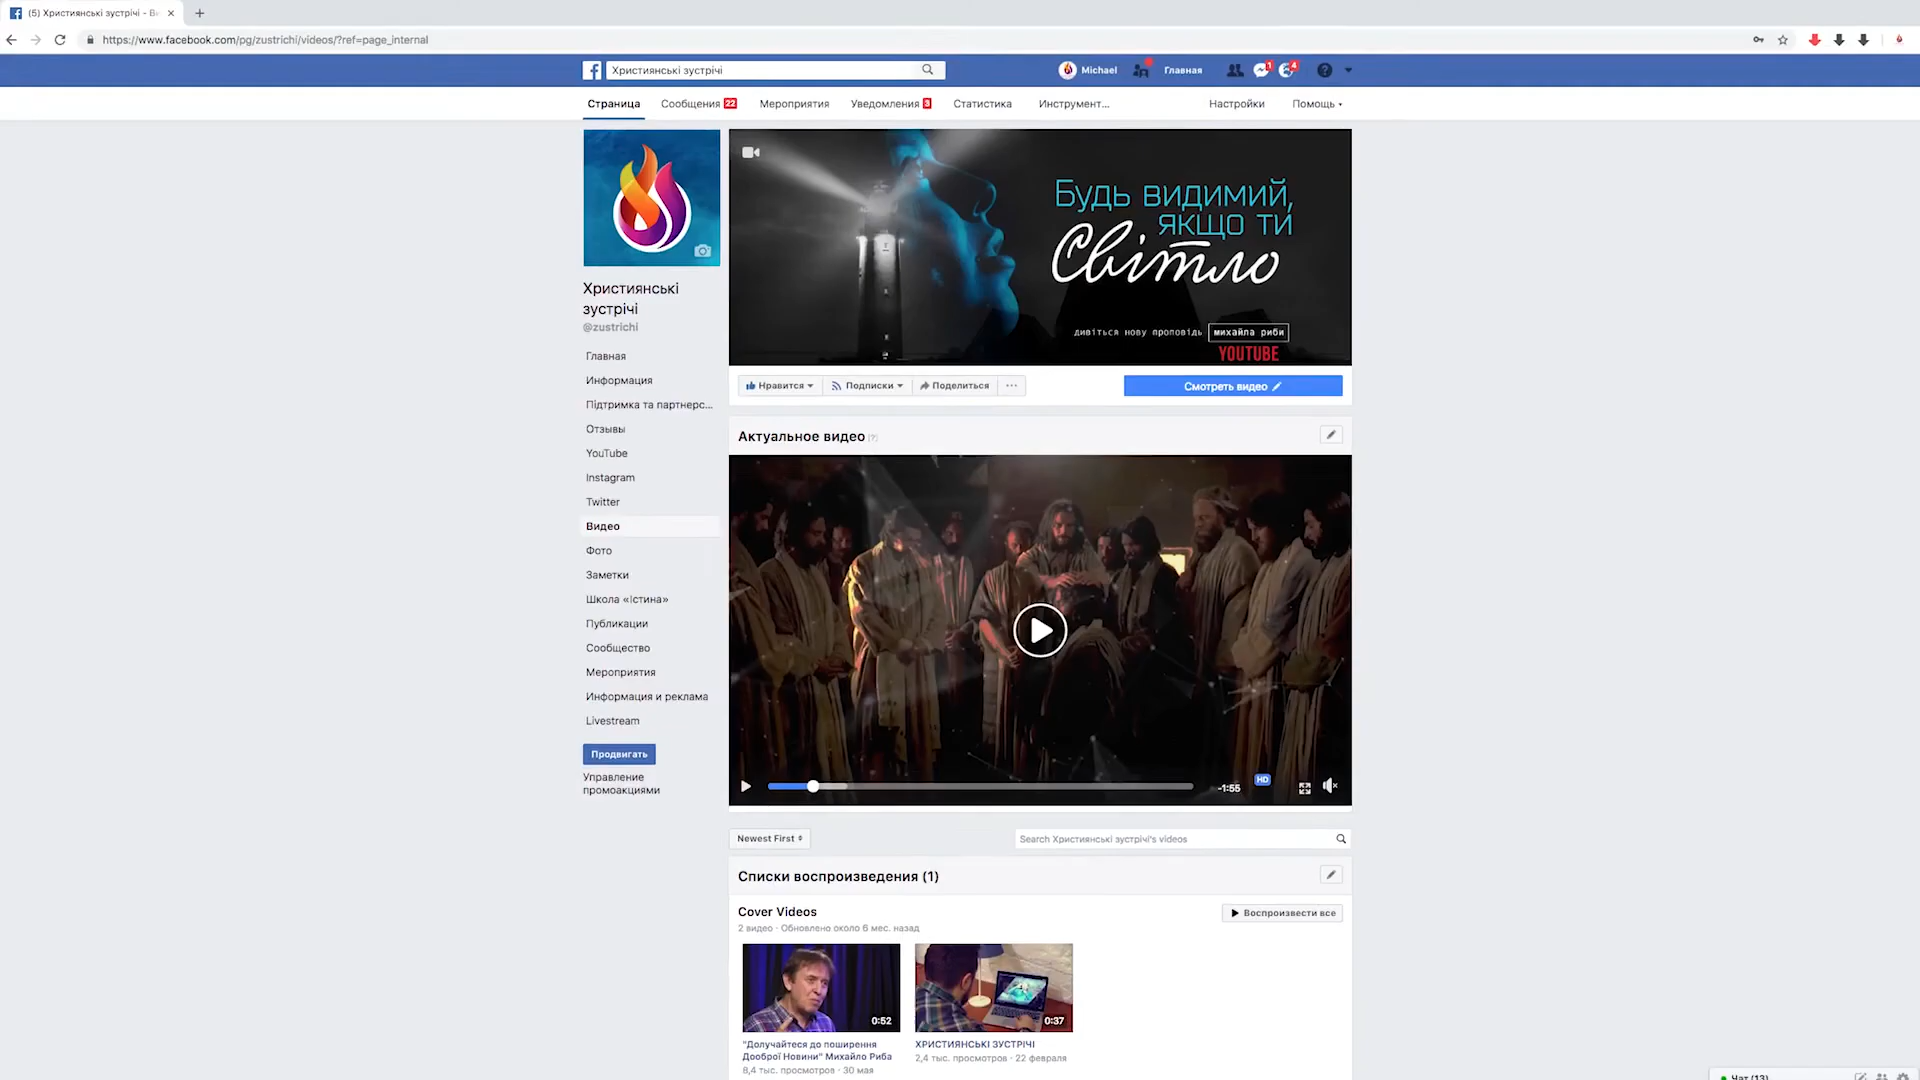 (5) Християнські зустрічі - Ві
https://www.facebook.com/pg/zustrichi/videos/?ref=page_internal
Християнські зустрічі
Michael
Главная
1
4
Страница
Сообщения 22
Мероприятия
Уведомления 3
Статистика
Инструмент...
Настройки
Помощь
Будь видимий,
якщо ти
Світло
дивіться нову проповідь михайла риби
YOUTUBE
Християнські
зустрічі
@zustrichi
Главная
Информация
Підтримка та партнерс...
Отзывы
YouTube
Instagram
Twitter
Видео
Фото
Заметки
Школа «Істина»
Публикации
Сообщество
Мероприятия
Информация и реклама
Livestream
Продвигать
Управление
промоакциями
Нравится
Подписки
Поделиться
Смотреть видео
Актуальное видео [?]
-1:55
HD
Newest First
Search Християнські зустрічі's videos
Списки воспроизведения (1)
Cover Videos
Воспроизвести все
2 видео · Обновлено около 6 мес. назад
0:52
0:37
"Долучайтеся до поширення
Дооброї Новини" Михайло Риба
8,4 тыс. просмотров · 30 мая
ХРИСТИЯНСЬКІ ЗУСТРІЧІ
2,4 тыс. просмотров · 22 февраля
Чат (13)